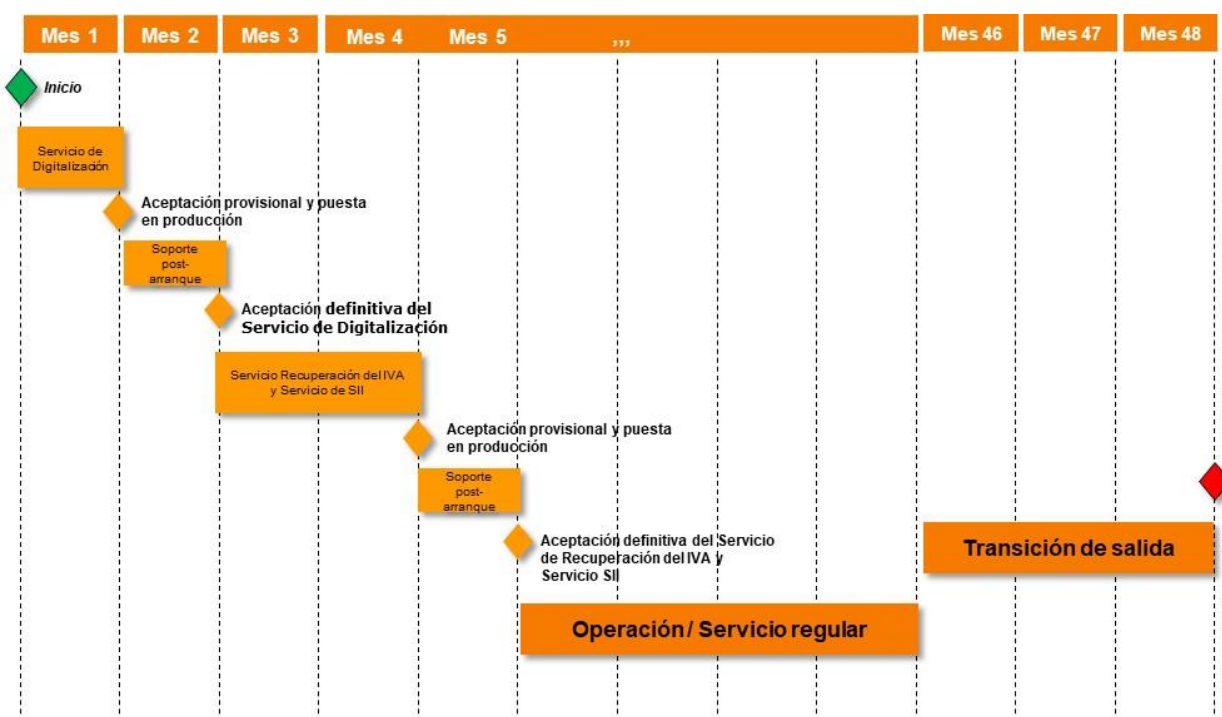 Mes 1 Mes 2 Mes 3 Mes 4 Mes 5 ,,, Mes 46 Mes 47 Mes 48
Inicio
Servicio de
Digitalización
Aceptación provisional y puesta
en producción
Soporte
post-
arranque
Aceptación definitiva del
Servicio de Digitalización
Servicio Recuperación del IVA
y Servicio de SII
Aceptación provisional y puesta
en producción
Soporte
post-
arranque
Aceptación definitiva del Servicio
de Recuperación del IVA y
Servicio SII
Transición de salida
Operación / Servicio regular